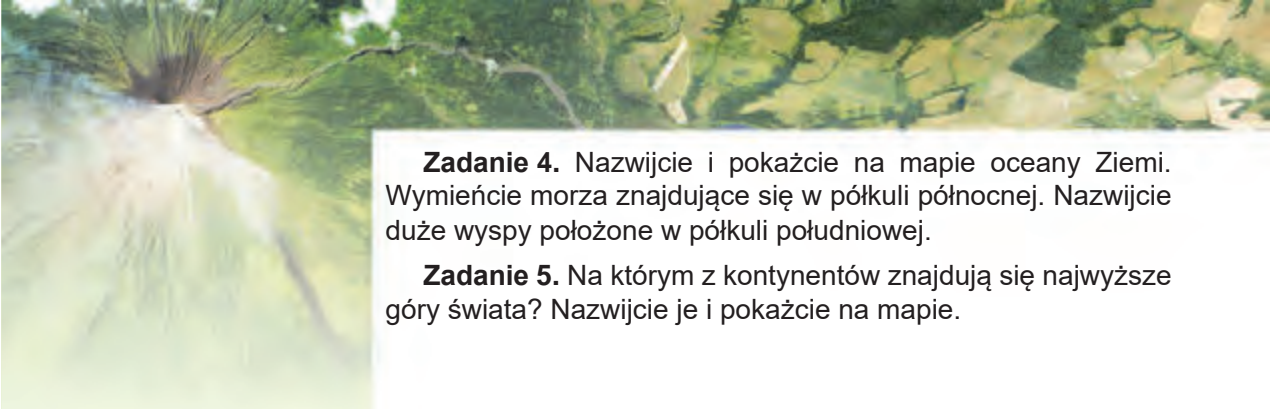 Zadanie 4. Nazwijcie i pokażcie na mapie oceany Ziemi.
Wymieńcie morza znajdujące się w półkuli północnej. Nazwijcie
duże wyspy położone w półkuli południowej.
Zadanie 5. Na którym z kontynentów znajdują się najwyższe
góry świata? Nazwijcie je i pokażcie na mapie.